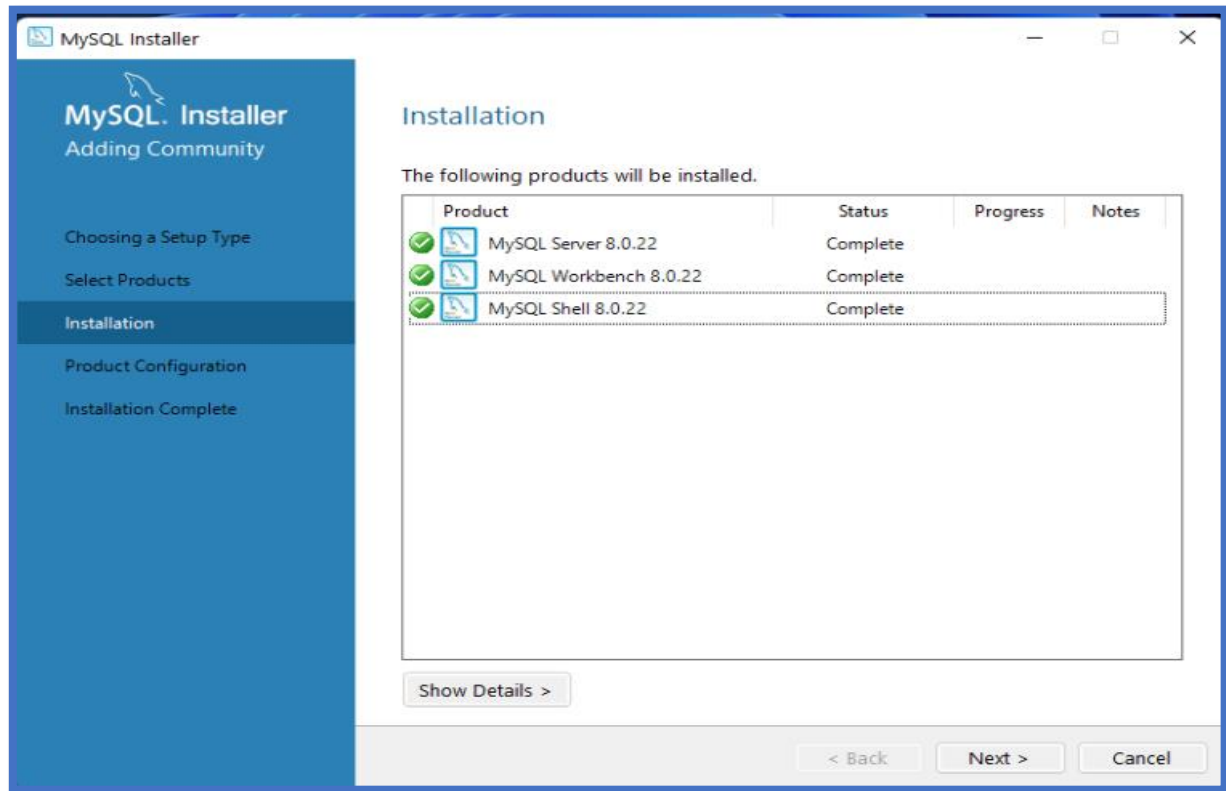 MySQL Installer
MySQL. Installer
Adding Community
Choosing a Setup Type
Select Products
Installation
Product Configuration
Installation Complete
Installation
The following products will be installed.
Product Status Progress Notes
MySQL Server 8.0.22 Complete
MySQL Workbench 8.0.22 Complete
MySQL Shell 8.0.22 Complete
Show Details >
< Back Next > Cancel